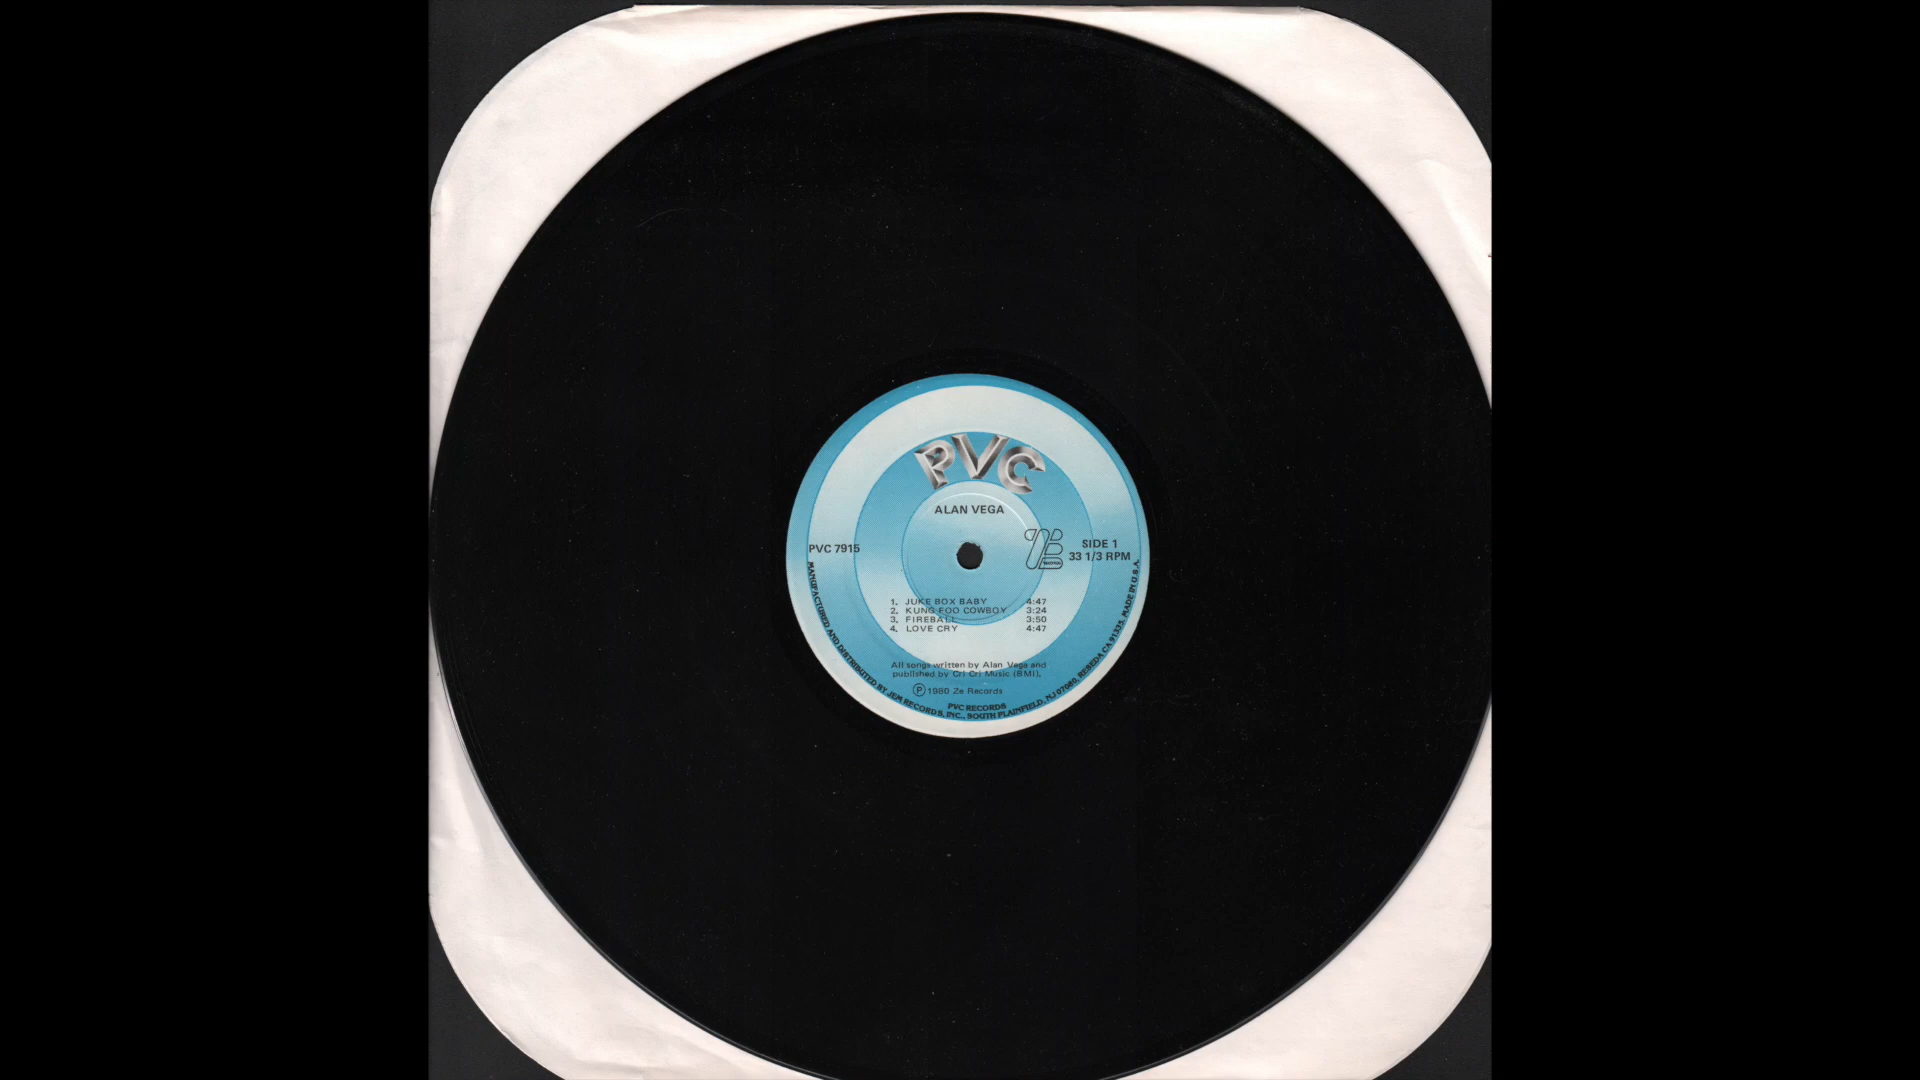 PVC
ALAN VEGA
PVC 7915
ZE
RECORDS
SIDE 1
33 1/3 RPM
1. JUKE BOX BABY 4:47
2. KUNG FOO COWBOY 3:24
3. FIREBALL 3:50
4. LOVE CRY 4:47
All songs written by Alan Vega and
published by Cri Cri Music (BMI).
Ⓟ 1980 Ze Records
PVC RECORDS
MANUFACTURED AND DISTRIBUTED BY JEM RECORDS, INC., SOUTH PLAINFIELD, NJ 07080, RESEDA CA 91335, MADE IN U.S.A.